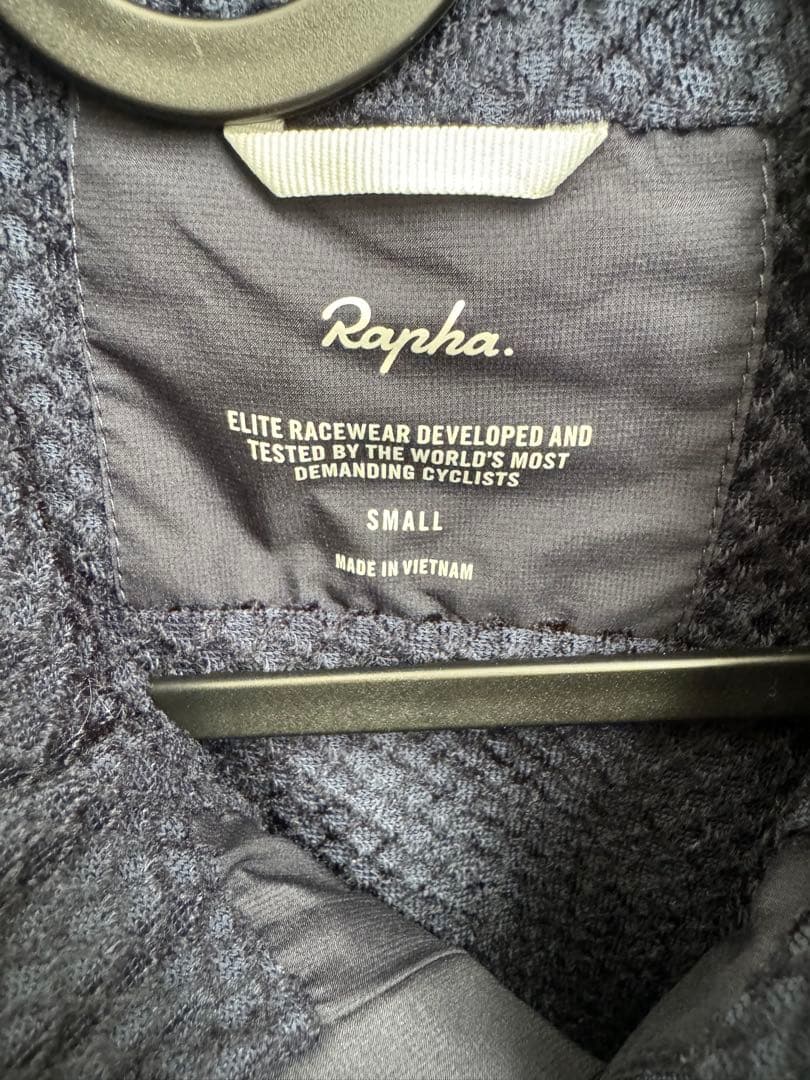 Rapha.
ELITE RACEWEAR DEVELOPED AND
TESTED BY THE WORLD'S MOST
DEMANDING CYCLISTS
SMALL
MADE IN VIETNAM